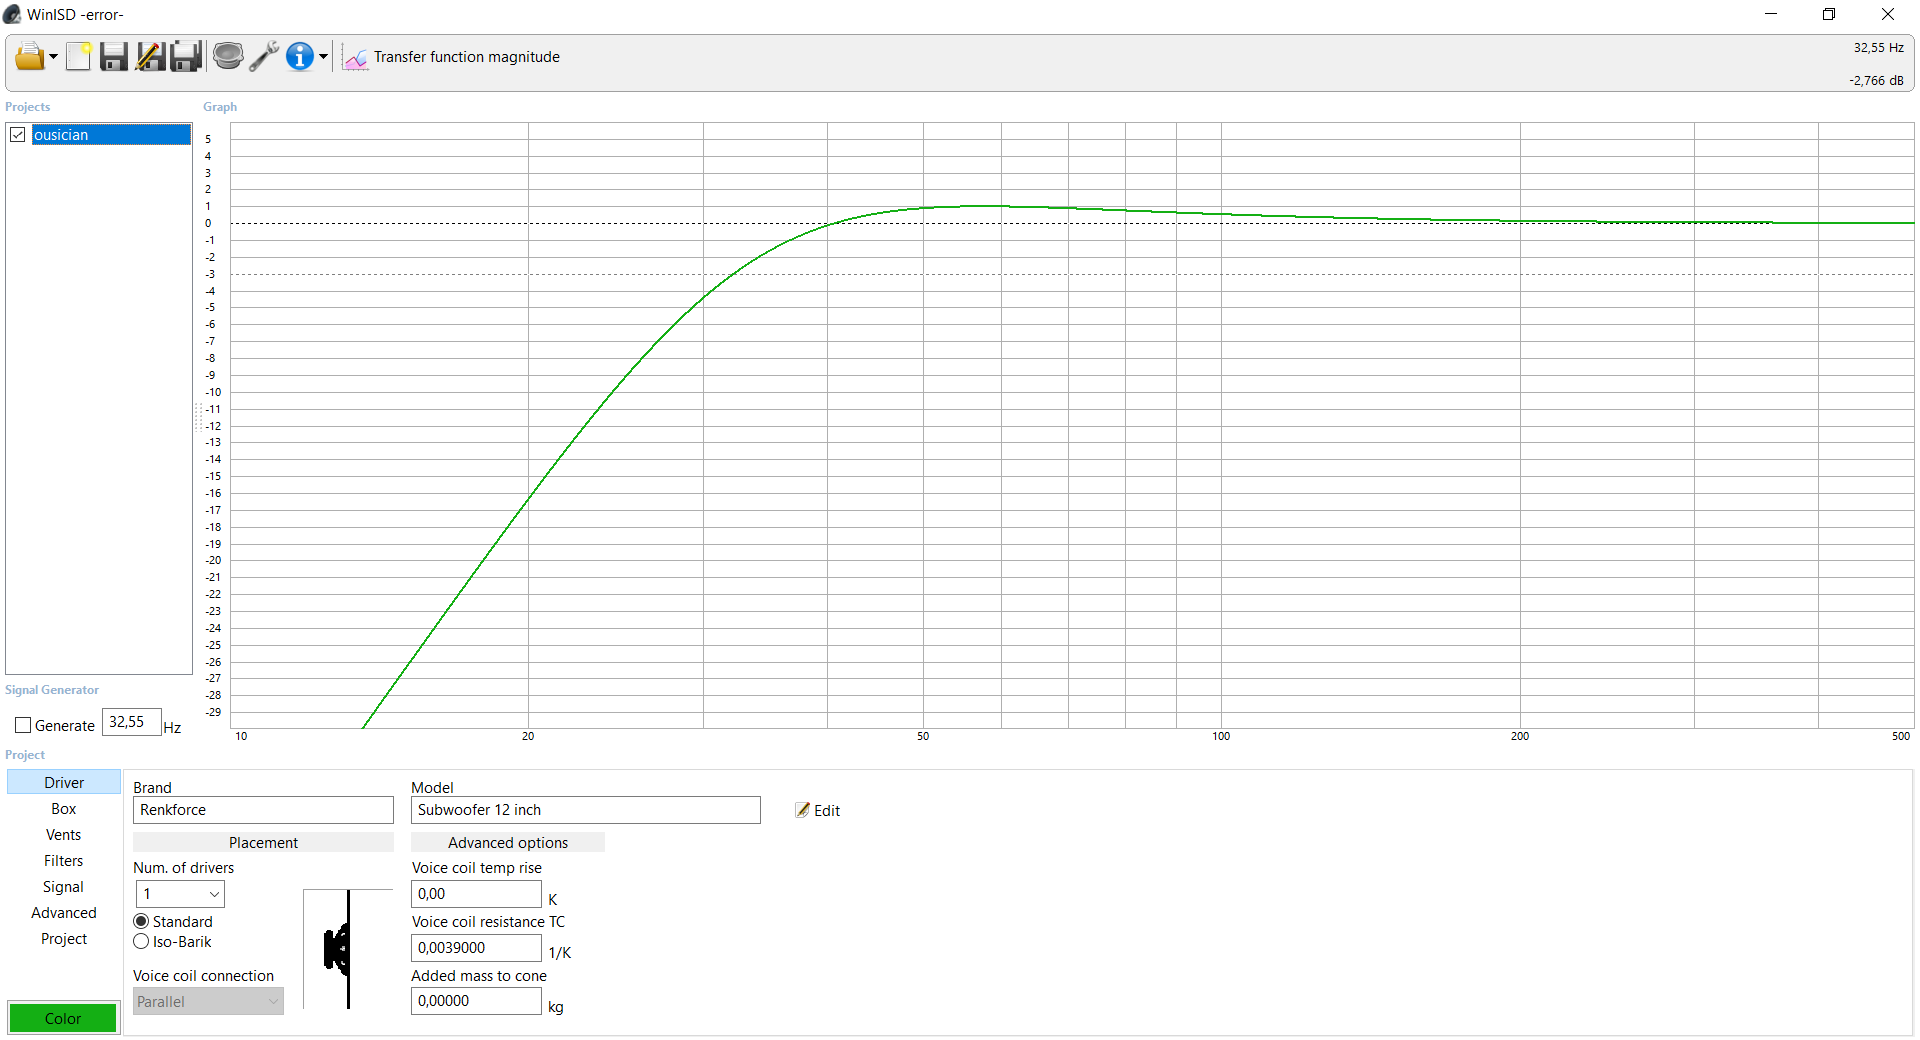 WinISD -error-
Transfer function magnitude
32,55 Hz
-2,766 dB
Projects
ousician
Graph
5
4
3
2
1
0
-1
-2
-3
-4
-5
-6
-7
-8
-9
-10
-11
-12
-13
-14
-15
-16
-17
-18
-19
-20
-21
-22
-23
-24
-25
-26
-27
-28
-29
10 20 50 100 200 500
Signal Generator
Generate 32,55 Hz
Project
Driver
Box
Vents
Filters
Signal
Advanced
Project
Color
Brand
Renkforce
Model
Subwoofer 12 inch
Edit
Placement
Num. of drivers
1
Standard
Iso-Barik
Voice coil connection
Parallel
Advanced options
Voice coil temp rise
0,00 K
Voice coil resistance TC
0,0039000 1/K
Added mass to cone
0,00000 kg